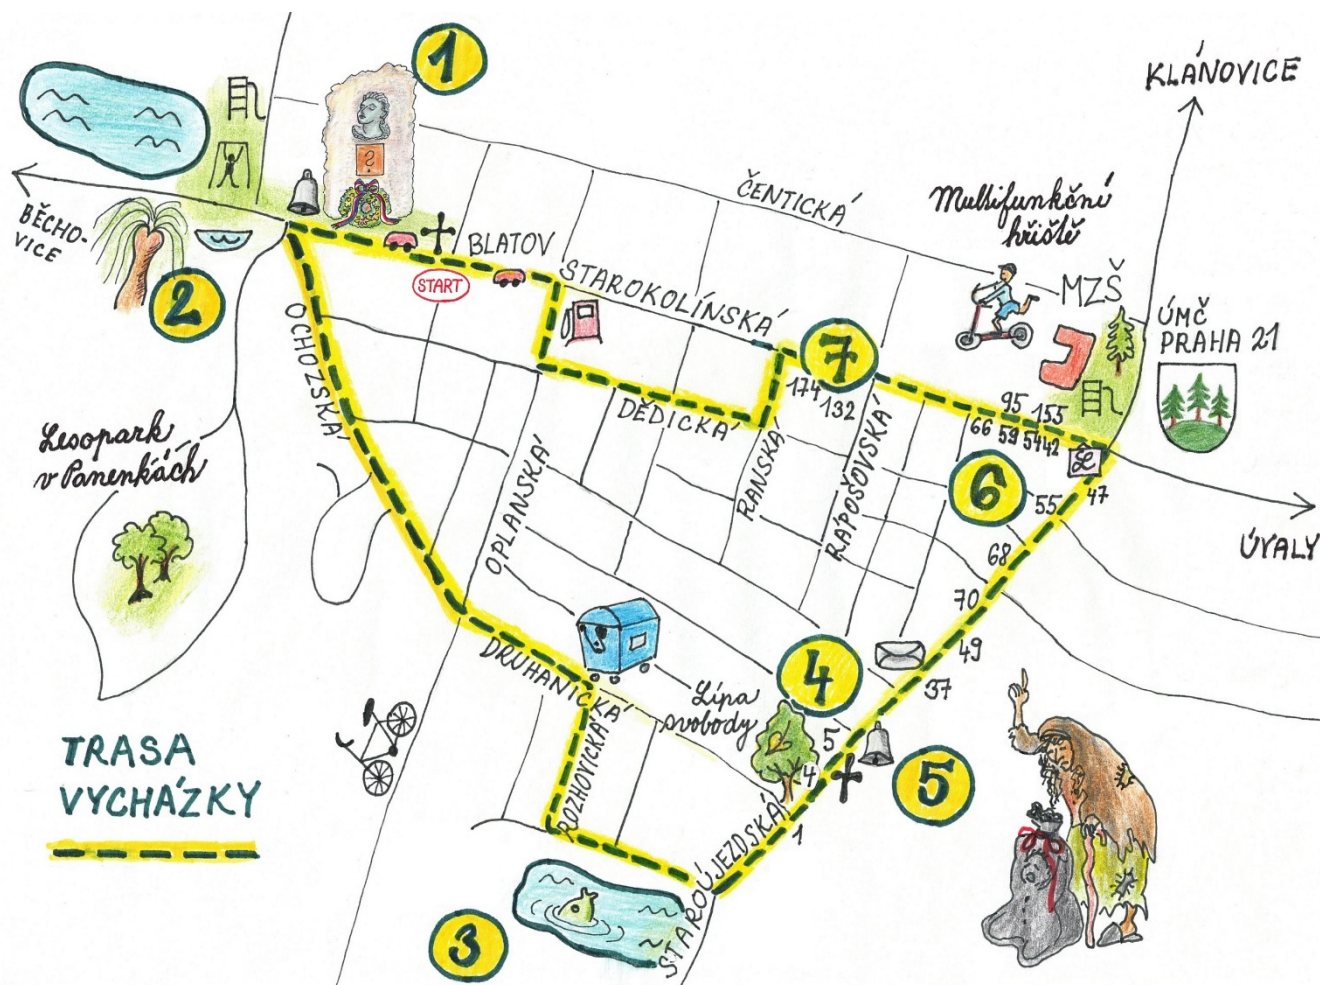 1
KLÁNOVICE
ČENTICKÁ
Multifunkční
hřiště
MZŠ
ÚMČ
PRAHA 21
?
BĚCHO-
VICE
BLATOV
START
STAROKOLÍNSKÁ
2
OCHOZSKÁ
7
174
132
DĚDICKÁ
95 155
66 59 54 42
Lesopark
v Panenkách
OPLANSKÁ
RANSKÁ
RÁPOŠOVSKÁ
6
55
47
ÚVALY
68
70
49
37
DRUHANICKÁ
4
Lípa
svobody
5
4
5
1
TRASA
VYCHÁZKY
ROZHOVICKÁ
STAROÚJEZDSKÁ
3